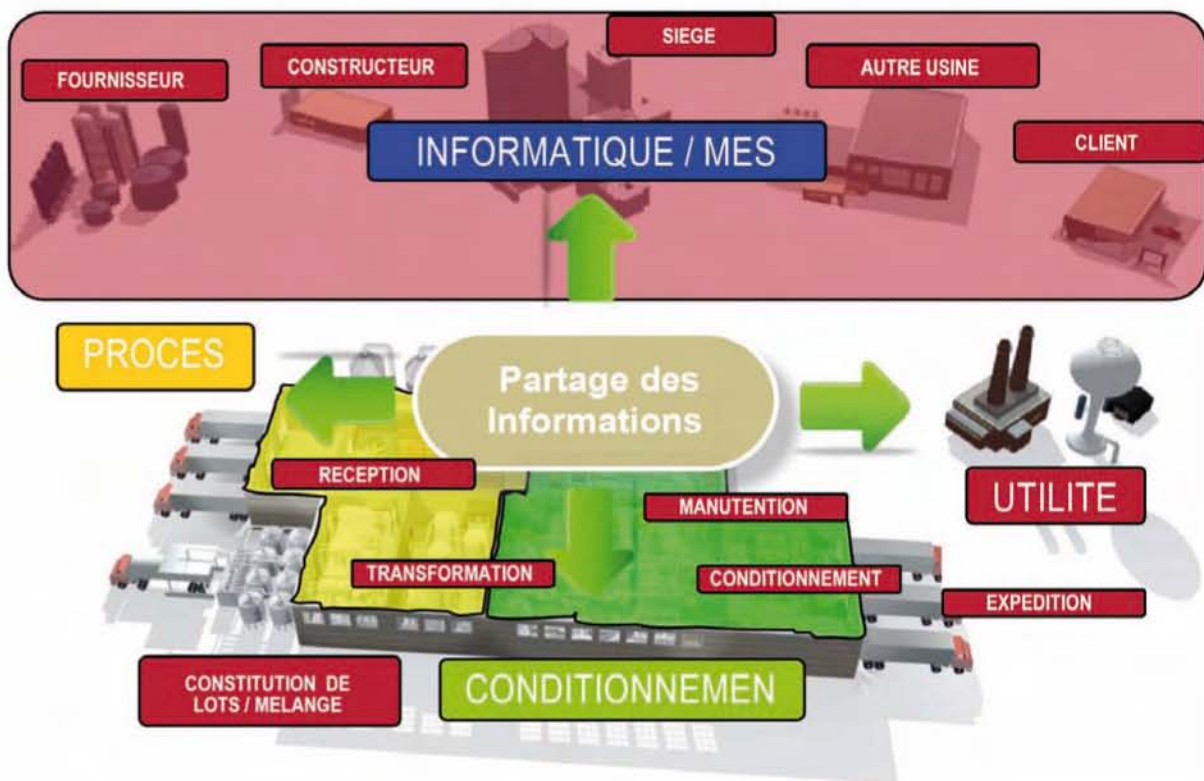 SIEGE
CONSTRUCTEUR
FOURNISSEUR
AUTRE USINE
INFORMATIQUE / MES
CLIENT
PROCES
Partage des
Informations
RECEPTION
MANUTENTION
UTILITE
TRANSFORMATION
CONDITIONNEMENT
EXPEDITION
CONSTITUTION DE
LOTS / MELANGE
CONDITIONNEMEN